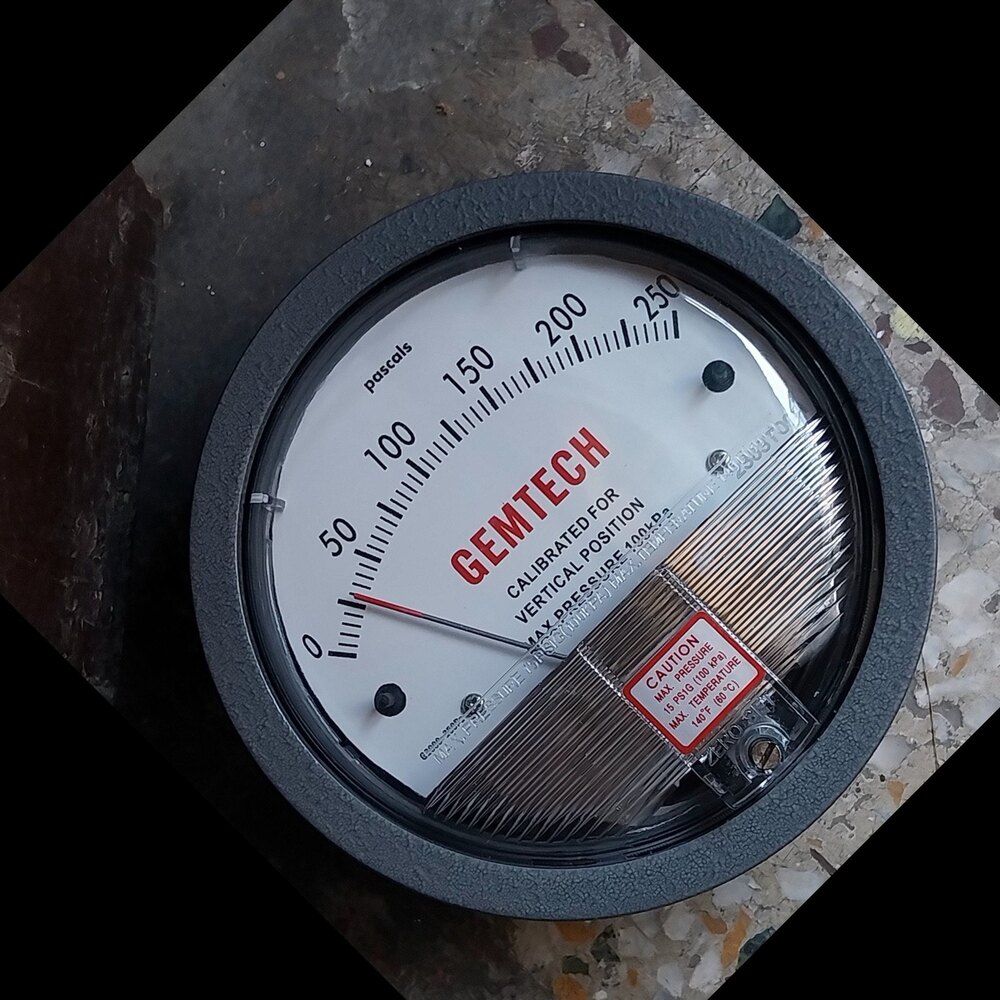 pascals
0
50
100
150
200
250
GEMTECH
CALIBRATED FOR
VERTICAL POSITION
MAX PRESSURE 100kPa
CAUTION
MAX. PRESSURE
15 PS1G (100 kPa)
MAX. TEMPERATURE
140°F (60°C)